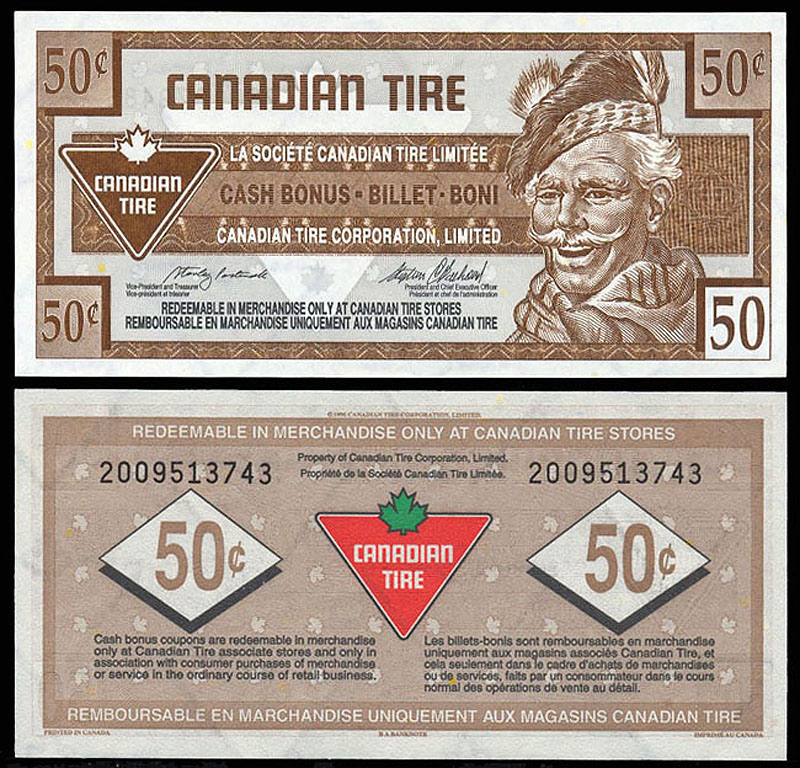 50¢
50¢
CANADIAN TIRE
LA SOCIÉTÉ CANADIAN TIRE LIMITÉE
CANADIAN
TIRE
CASH BONUS - BILLET - BONI
CANADIAN TIRE CORPORATION, LIMITED
Vice-President and Treasurer
Vice-président et trésorier
President and Chief Executive Officer
Président et chef de l'administration
50¢
REDEEMABLE IN MERCHANDISE ONLY AT CANADIAN TIRE STORES
REMBOURSABLE EN MARCHANDISE UNIQUEMENT AUX MAGASINS CANADIAN TIRE
50
CANADIAN TIRE CORPORATION, LIMITED.
REDEEMABLE IN MERCHANDISE ONLY AT CANADIAN TIRE STORES
Property of Canadian Tire Corporation, Limited.
Propriété de la Société Canadian Tire Limitée.
2009513743
2009513743
50¢
CANADIAN
TIRE
50¢
Cash bonus coupons are redeemable in merchandise
only at Canadian Tire associate stores and only in
association with consumer purchases of merchandise
or service in the ordinary course of retail business.
Les billets-bonis sont remboursables en marchandise
uniquement aux magasins associés Canadian Tire, et
cela seulement dans le cadre d'achats de marchandises
ou de services, faits par un consommateur dans le cours
normal des opérations de vente au détail.
REMBOURSABLE EN MARCHANDISE UNIQUEMENT AUX MAGASINS CANADIAN TIRE
PRINTED IN CANADA
B A BANKNOTE
IMPRIMÉ AU CANADA